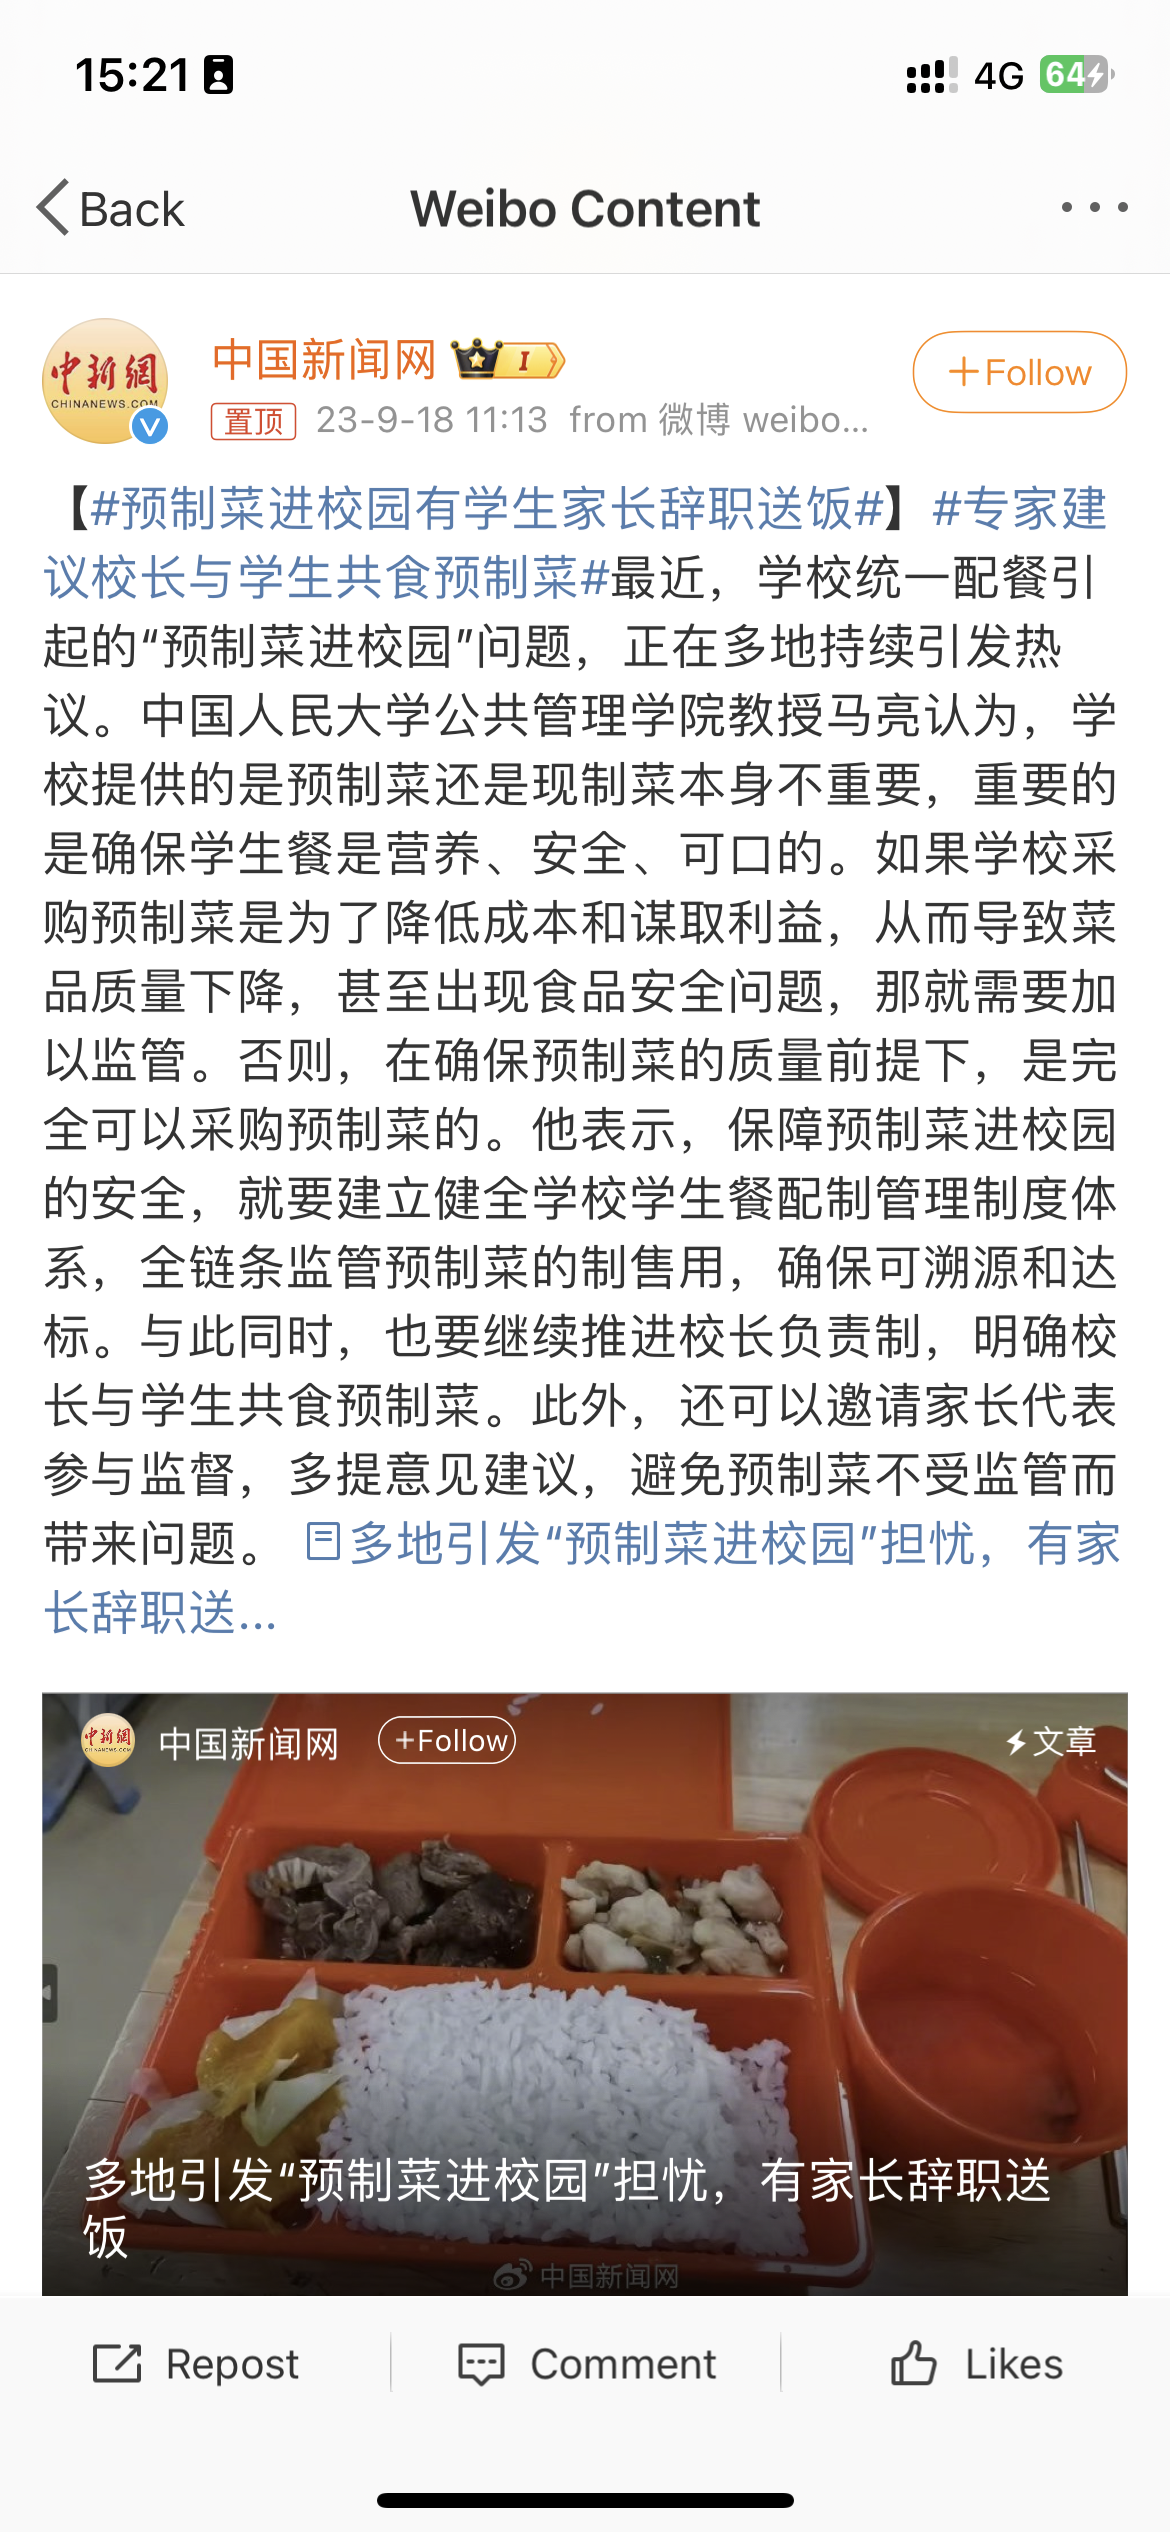 15:21
4G
64
Back
Weibo Content
中新網
CHINANEWS.COM
中国新闻网
I
+Follow
置顶 23-9-18 11:13 from 微博 weibo...
【#预制菜进校园有学生家长辞职送饭#】#专家建
议校长与学生共食预制菜#最近，学校统一配餐引
起的“预制菜进校园”问题，正在多地持续引发热
议。中国人民大学公共管理学院教授马亮认为，学
校提供的是预制菜还是现制菜本身不重要，重要的
是确保学生餐是营养、安全、可口的。如果学校采
购预制菜是为了降低成本和谋取利益，从而导致菜
品质量下降，甚至出现食品安全问题，那就需要加
以监管。否则，在确保预制菜的质量前提下，是完
全可以采购预制菜的。他表示，保障预制菜进校园
的安全，就要建立健全学校学生餐配制管理制度体
系，全链条监管预制菜的制售用，确保可溯源和达
标。与此同时，也要继续推进校长负责制，明确校
长与学生共食预制菜。此外，还可以邀请家长代表
参与监督，多提意见建议，避免预制菜不受监管而
带来问题。 多地引发“预制菜进校园”担忧，有家
长辞职送...
中新網
CHINANEWS.COM
中国新闻网
+Follow
文章
多地引发“预制菜进校园”担忧，有家长辞职送
饭
中国新闻网
Repost
Comment
Likes